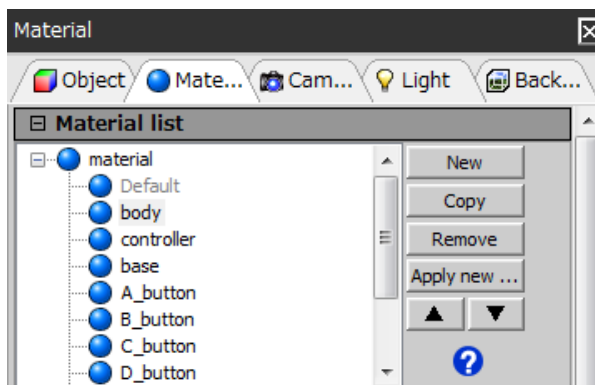 Material
Object Mate... Cam... Light Back...
Material list
material
Default
body
controller
base
A_button
B_button
C_button
D_button
New
Copy
Remove
Apply new ...